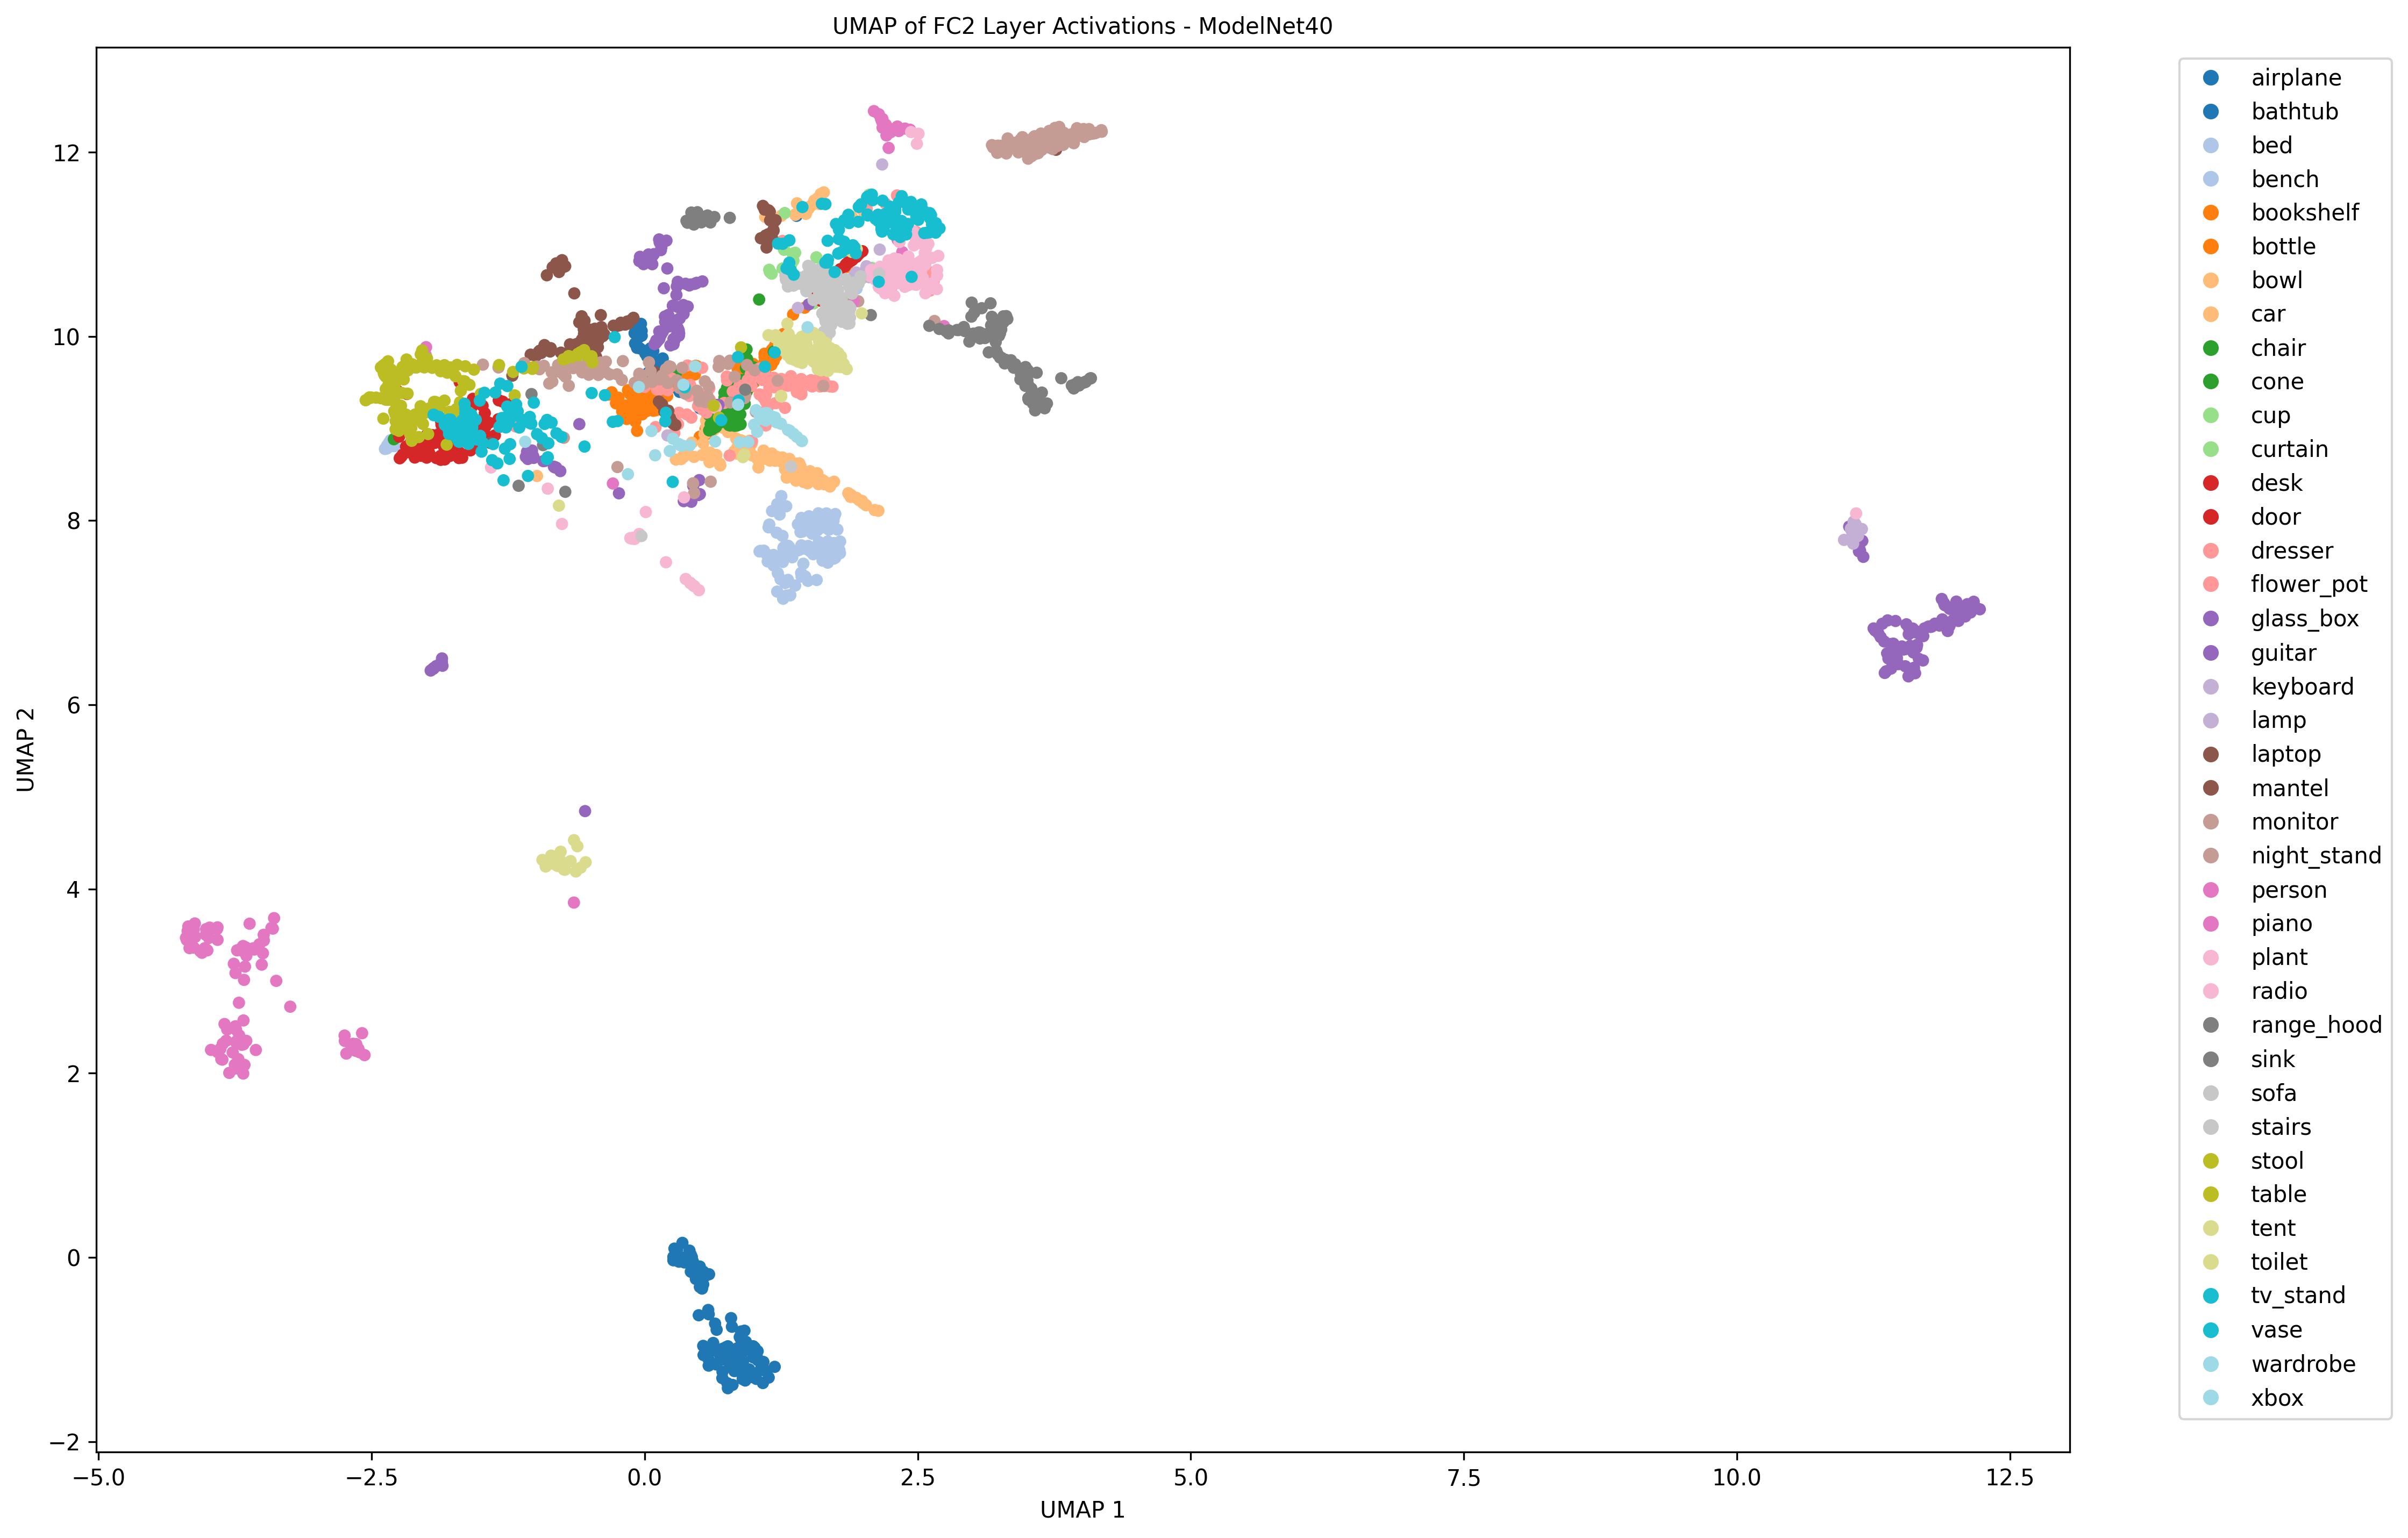 UMAP of FC2 Layer Activations - ModelNet40
UMAP 2
12
10
8
6
4
2
0
−2
−5.0
−2.5
0.0
2.5
5.0
7.5
10.0
12.5
UMAP 1
airplane
bathtub
bed
bench
bookshelf
bottle
bowl
car
chair
cone
cup
curtain
desk
door
dresser
flower_pot
glass_box
guitar
keyboard
lamp
laptop
mantel
monitor
night_stand
person
piano
plant
radio
range_hood
sink
sofa
stairs
stool
table
tent
toilet
tv_stand
vase
wardrobe
xbox